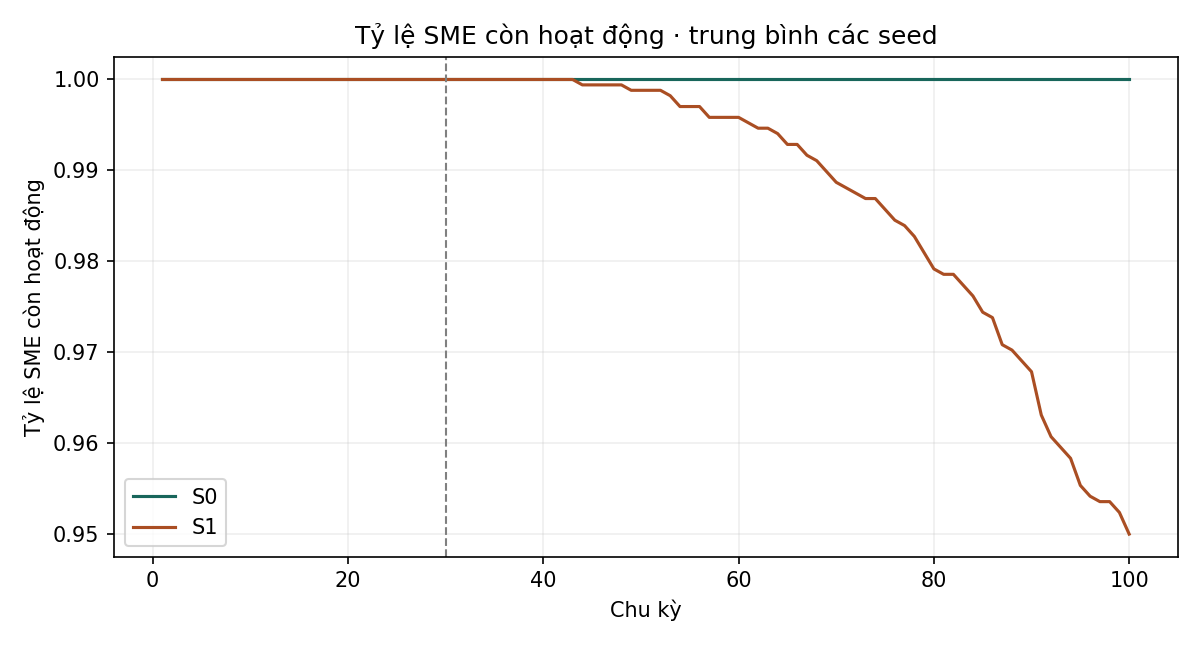 Tỷ lệ SME còn hoạt động · trung bình các seed
Tỷ lệ SME còn hoạt động
1.00
0.99
0.98
0.97
0.96
0.95
S0
S1
0 20 40 60 80 100
Chu kỳ